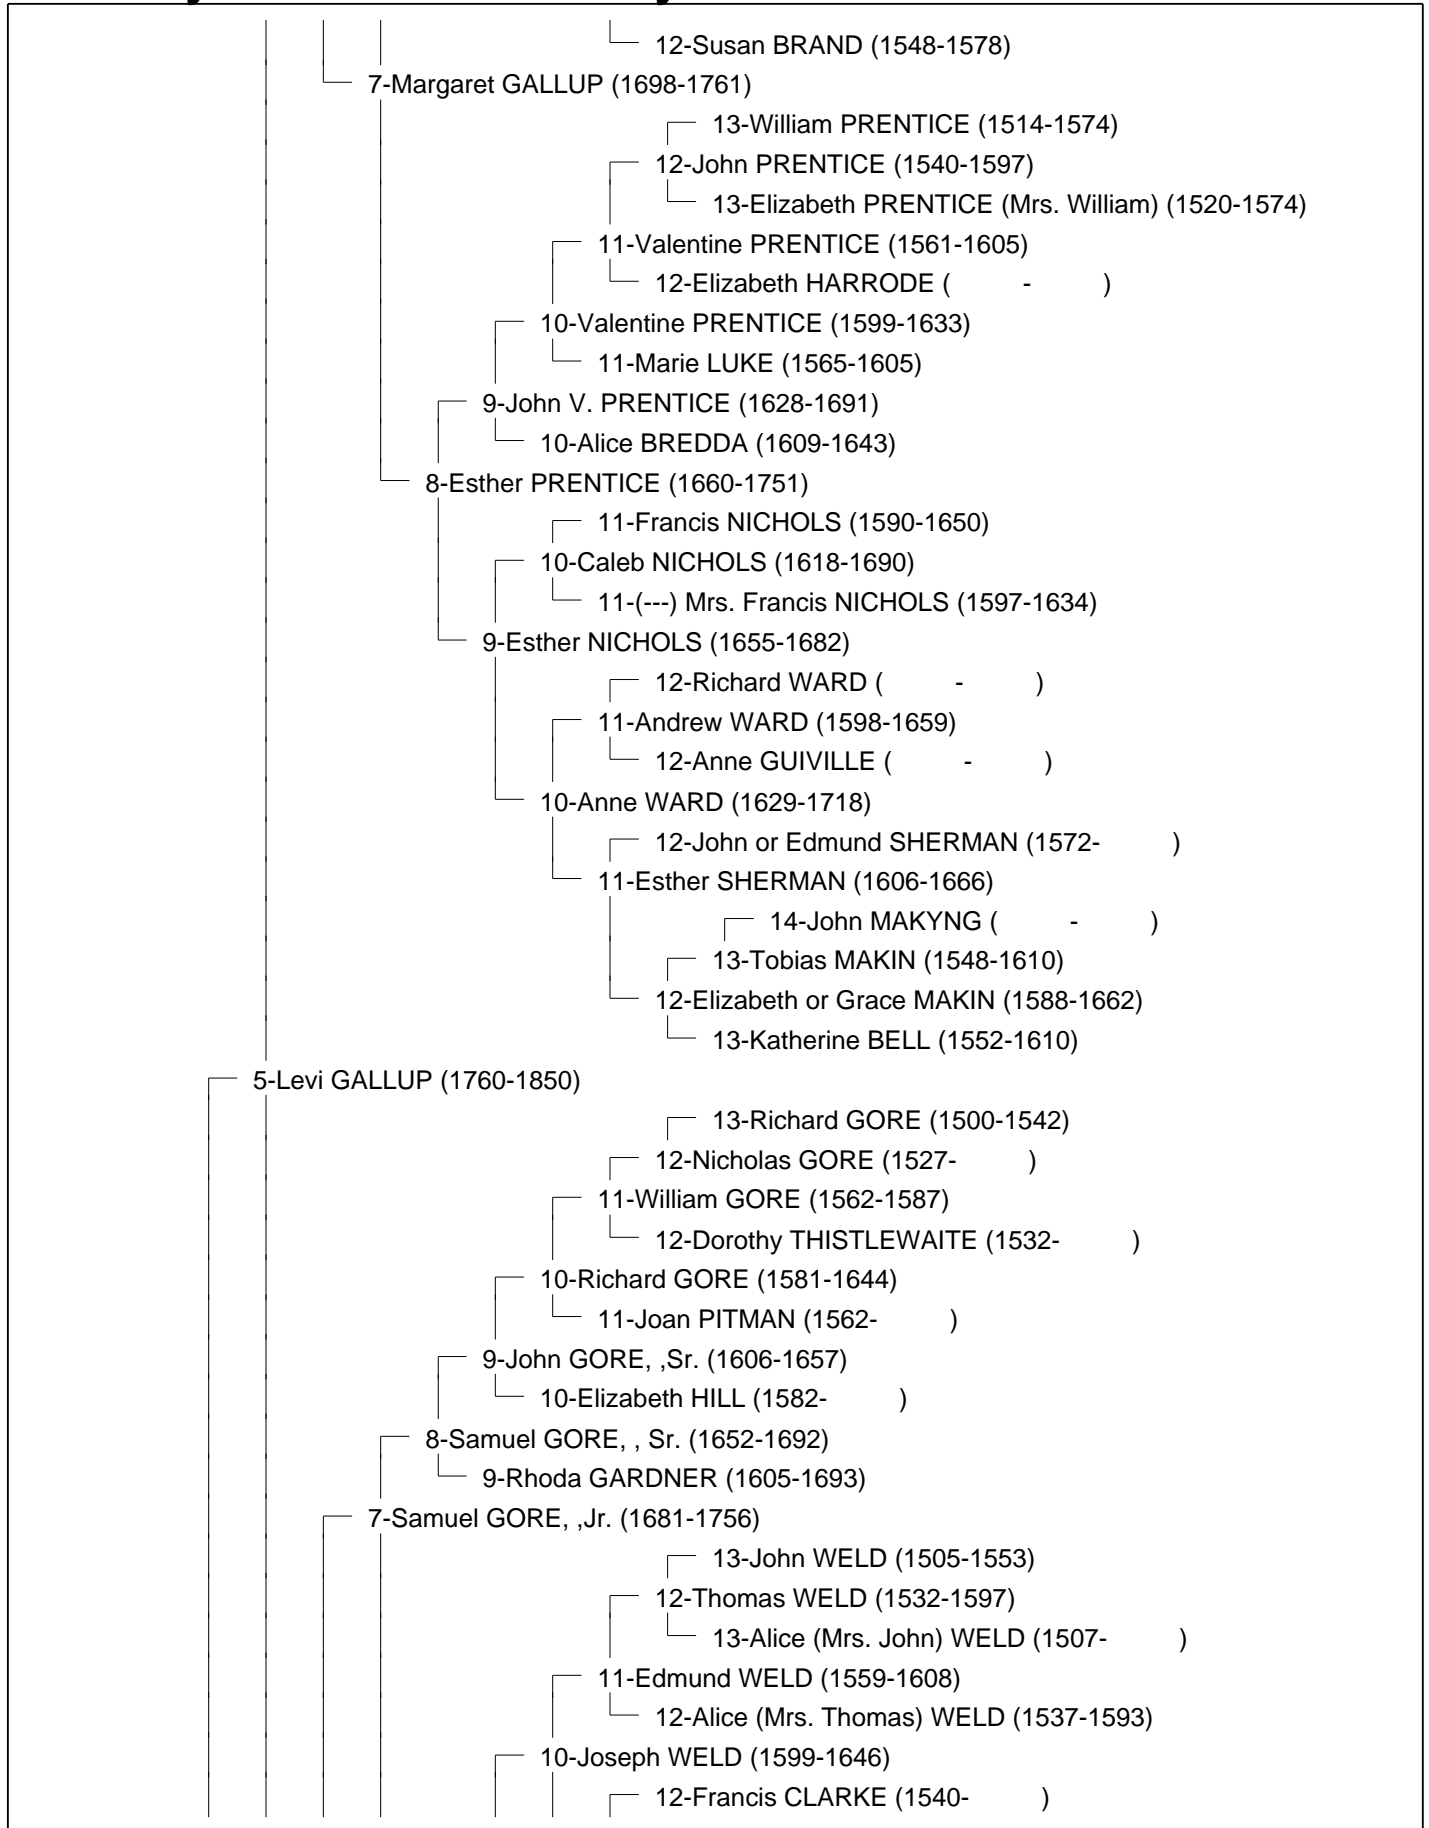 12-Susan BRAND (1548-1578)
7-Margaret GALLUP (1698-1761)
13-William PRENTICE (1514-1574)
12-John PRENTICE (1540-1597)
13-Elizabeth PRENTICE (Mrs. William) (1520-1574)
11-Valentine PRENTICE (1561-1605)
12-Elizabeth HARRODE ( - )
10-Valentine PRENTICE (1599-1633)
11-Marie LUKE (1565-1605)
9-John V. PRENTICE (1628-1691)
10-Alice BREDDA (1609-1643)
8-Esther PRENTICE (1660-1751)
11-Francis NICHOLS (1590-1650)
10-Caleb NICHOLS (1618-1690)
11-(---) Mrs. Francis NICHOLS (1597-1634)
9-Esther NICHOLS (1655-1682)
12-Richard WARD ( - )
11-Andrew WARD (1598-1659)
12-Anne GUIVILLE ( - )
10-Anne WARD (1629-1718)
12-John or Edmund SHERMAN (1572- )
11-Esther SHERMAN (1606-1666)
14-John MAKYNG ( - )
13-Tobias MAKIN (1548-1610)
12-Elizabeth or Grace MAKIN (1588-1662)
13-Katherine BELL (1552-1610)
5-Levi GALLUP (1760-1850)
13-Richard GORE (1500-1542)
12-Nicholas GORE (1527- )
11-William GORE (1562-1587)
12-Dorothy THISTLEWAITE (1532- )
10-Richard GORE (1581-1644)
11-Joan PITMAN (1562- )
9-John GORE, ,Sr. (1606-1657)
10-Elizabeth HILL (1582- )
8-Samuel GORE, , Sr. (1652-1692)
9-Rhoda GARDNER (1605-1693)
7-Samuel GORE, ,Jr. (1681-1756)
13-John WELD (1505-1553)
12-Thomas WELD (1532-1597)
13-Alice (Mrs. John) WELD (1507- )
11-Edmund WELD (1559-1608)
12-Alice (Mrs. Thomas) WELD (1537-1593)
10-Joseph WELD (1599-1646)
12-Francis CLARKE (1540- )